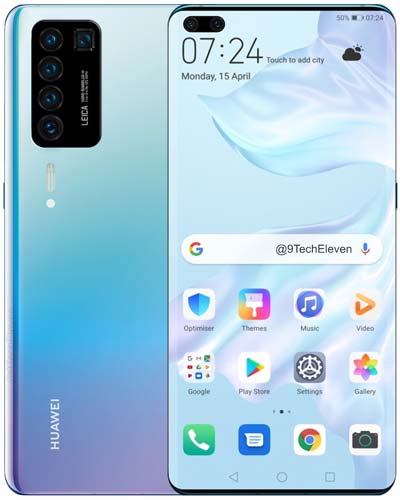 50% 07:24
07:24 Touch to add city
Monday, 15 April
LEICA
@9TechEleven
Optimiser Themes Music Video
Google Play Store Settings Gallery
HUAWEI